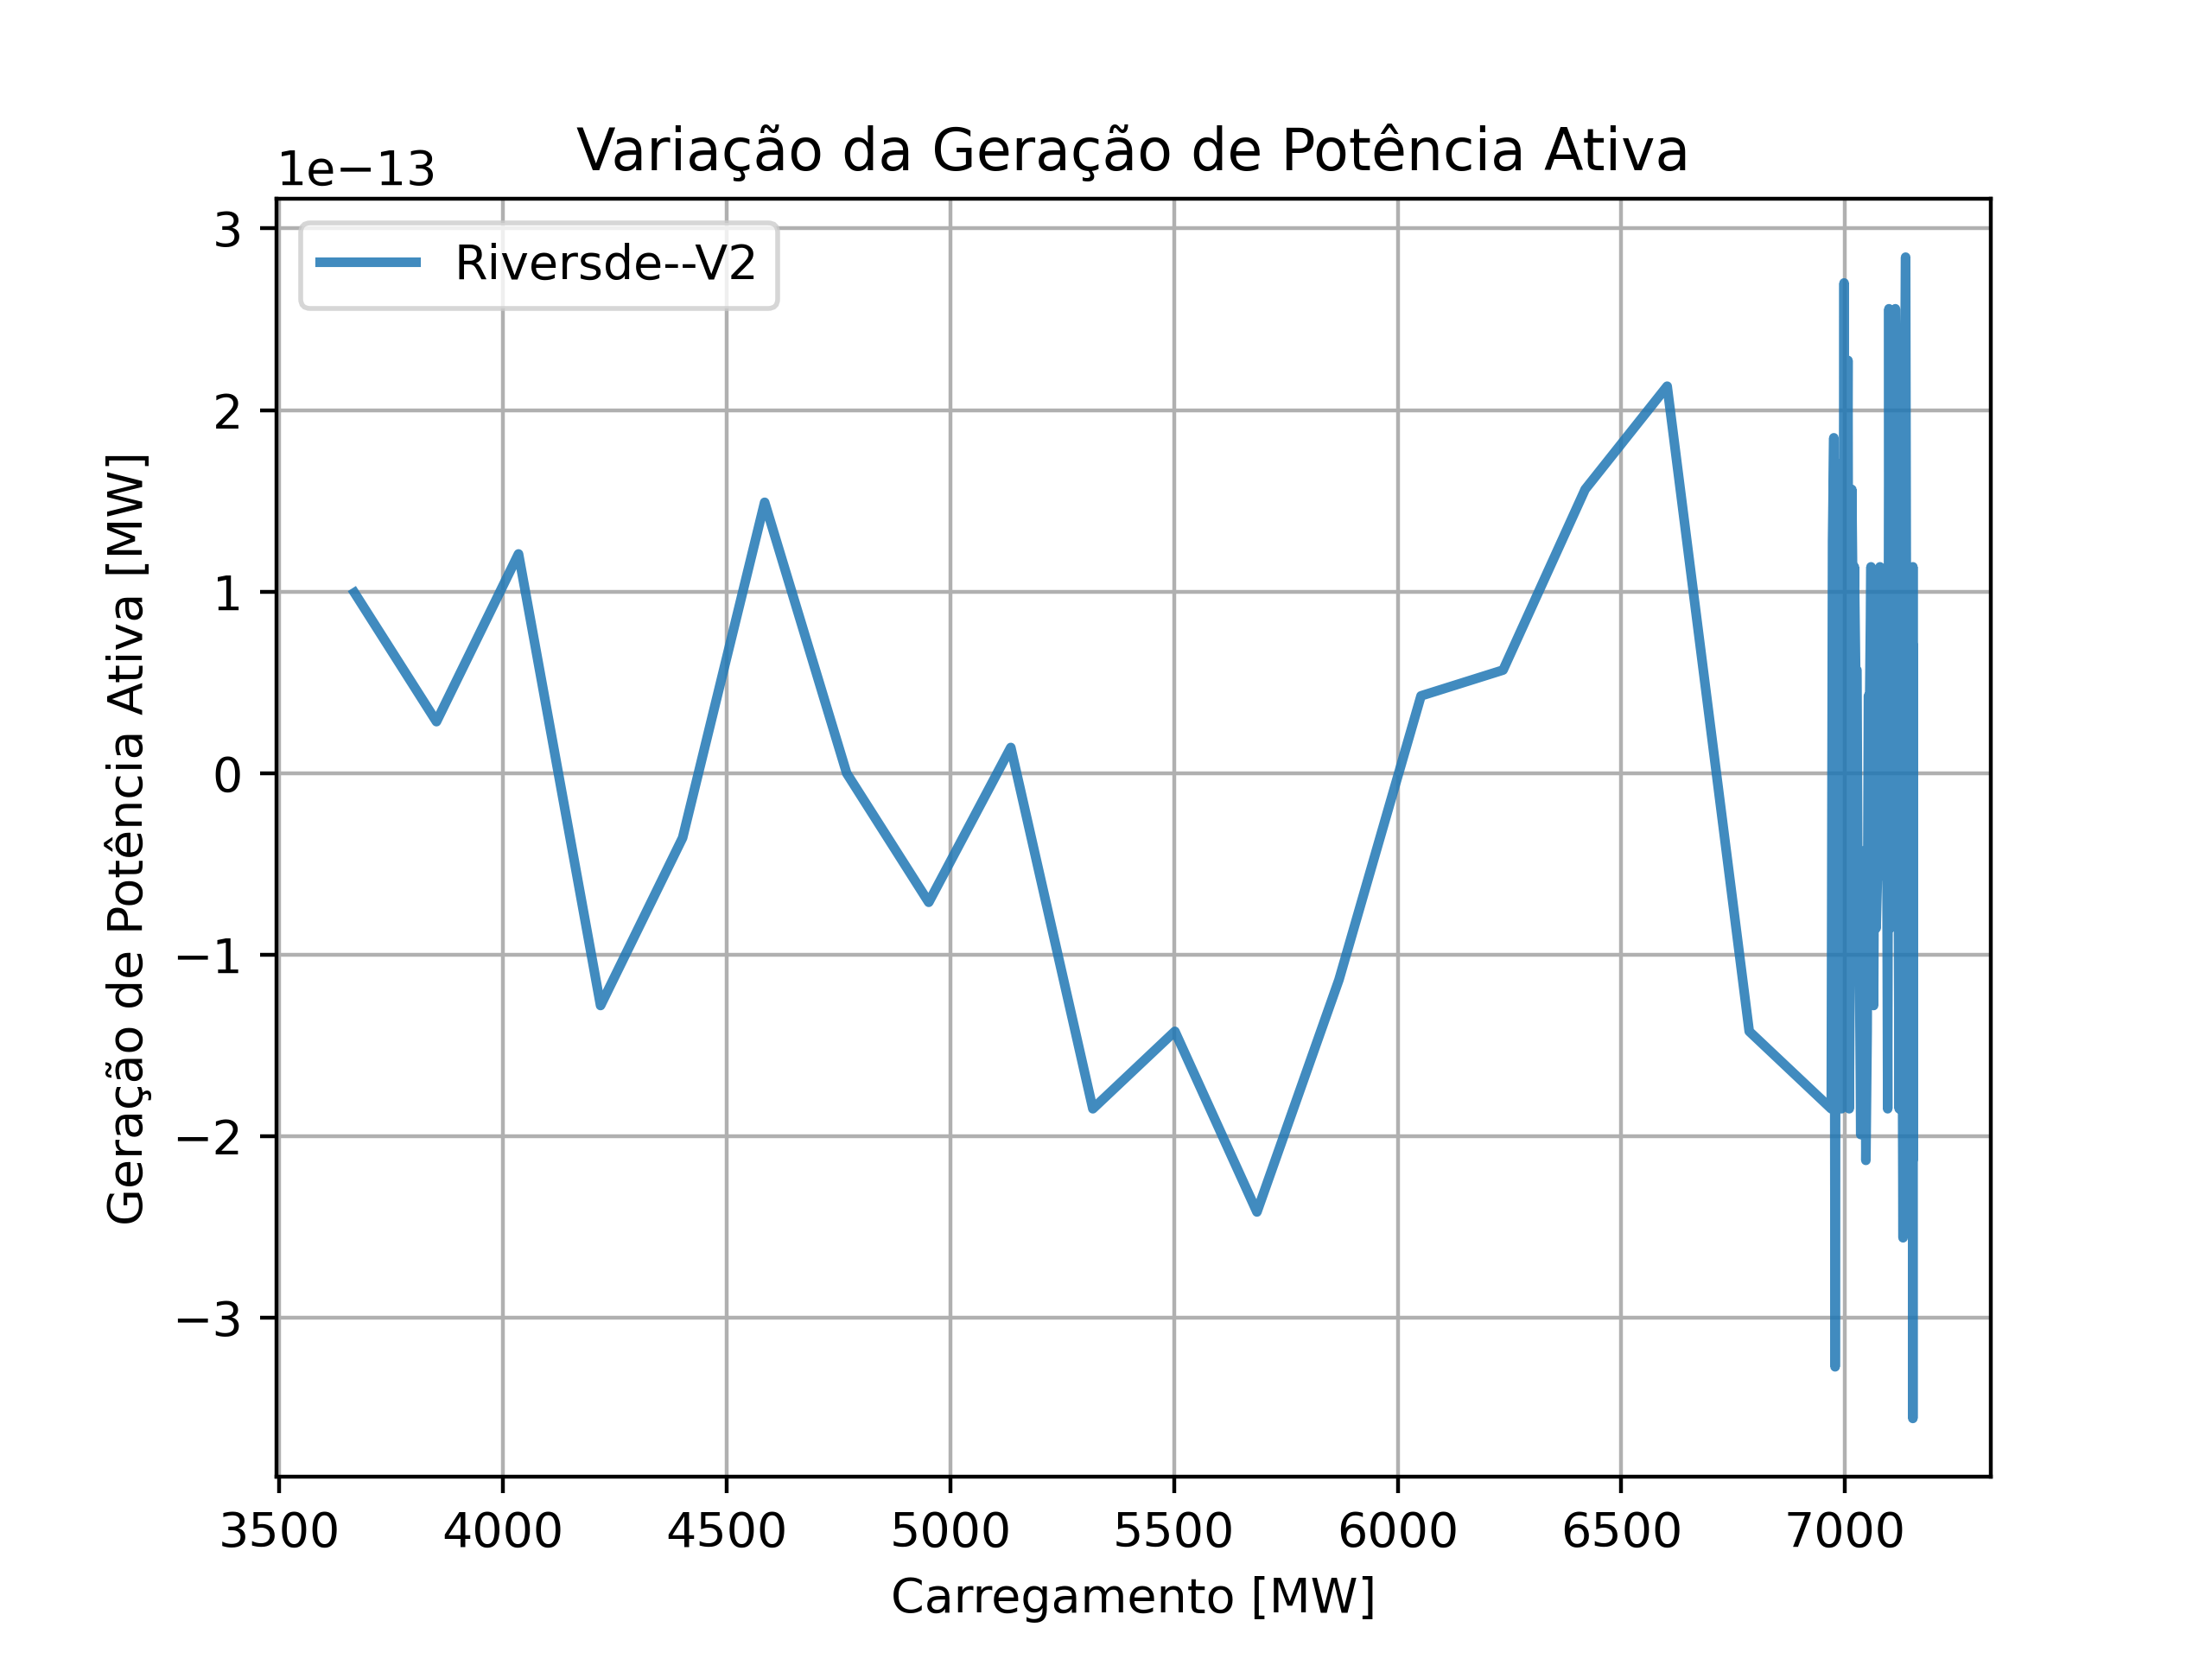 Variação da Geração de Potência Ativa
1e−13
Riversde--V2
3
2
1
0
−1
−2
−3
Geração de Potência Ativa [MW]
3500 4000 4500 5000 5500 6000 6500 7000
Carregamento [MW]